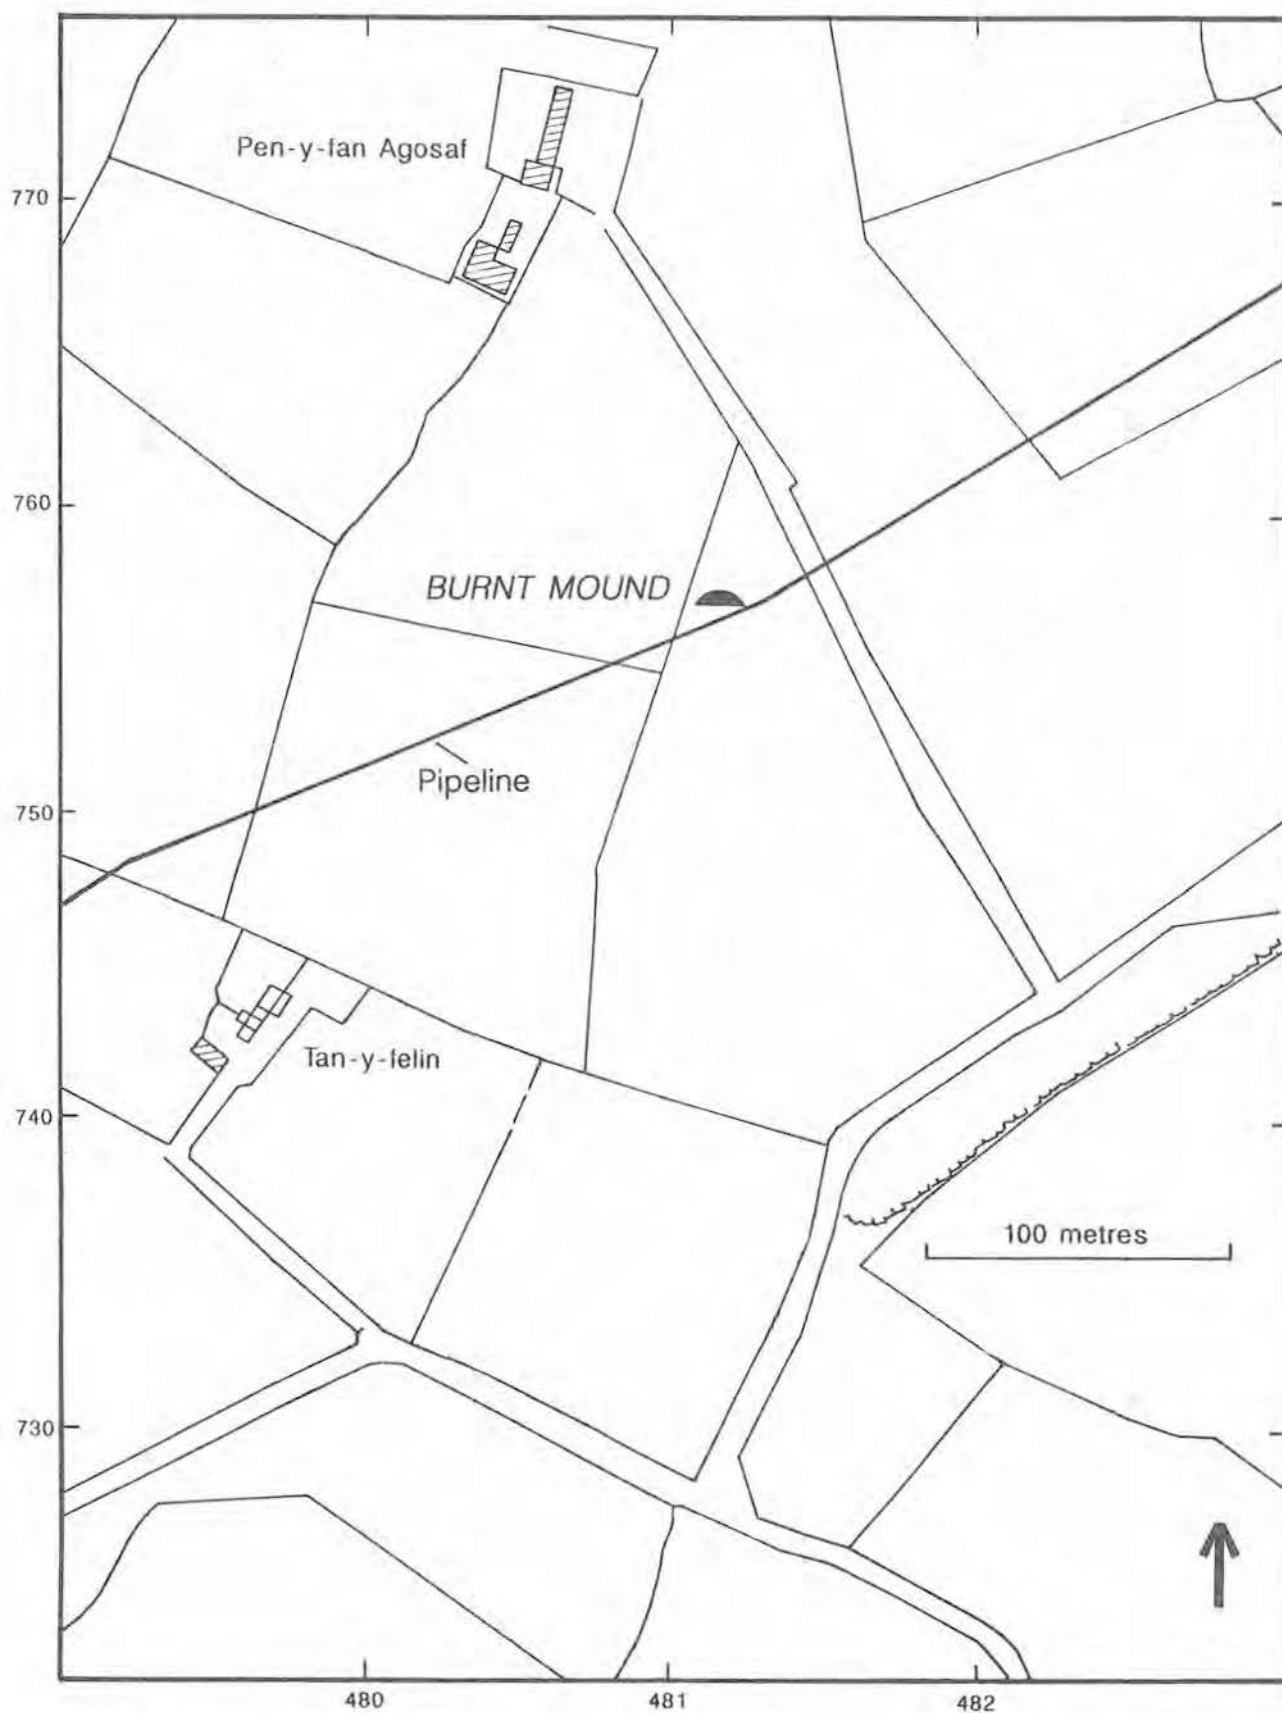 Pen-y-fan Agosaf
770
760
BURNT MOUND
Pipeline
750
Tan-y-felin
740
100 metres
730
480
481
482